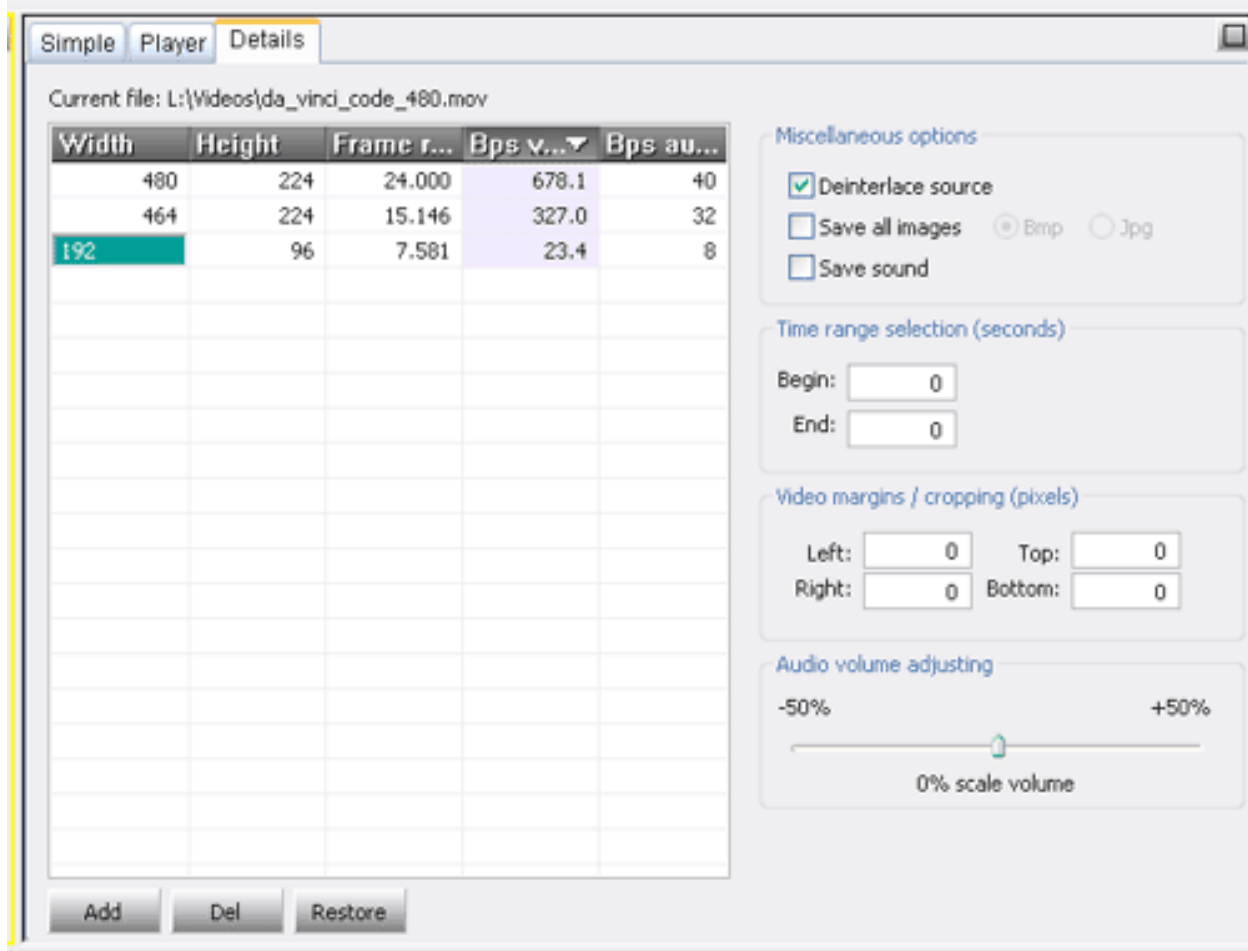 Simple Player Details
Current file: L:\Videos\da_vinci_code_480.mov
Width Height Frame r... Bps v... Bps au...
480 224 24.000 678.1 40
464 224 15.146 327.0 32
192 96 7.581 23.4 8
Add Del Restore
Miscellaneous options
Deinterlace source
Save all images Bmp Jpg
Save sound
Time range selection (seconds)
Begin: 0
End: 0
Video margins / cropping (pixels)
Left: 0 Top: 0
Right: 0 Bottom: 0
Audio volume adjusting
-50% +50%
0% scale volume